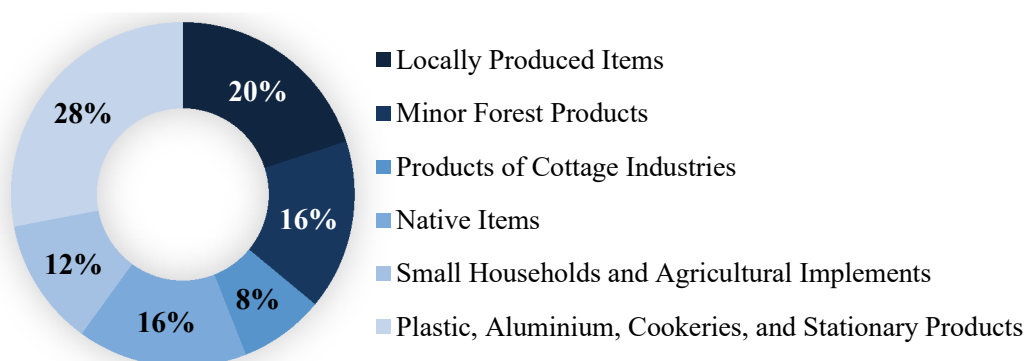 20%
16%
8%
16%
12%
28%
Locally Produced Items
Minor Forest Products
Products of Cottage Industries
Native Items
Small Households and Agricultural Implements
Plastic, Aluminium, Cookeries, and Stationary Products